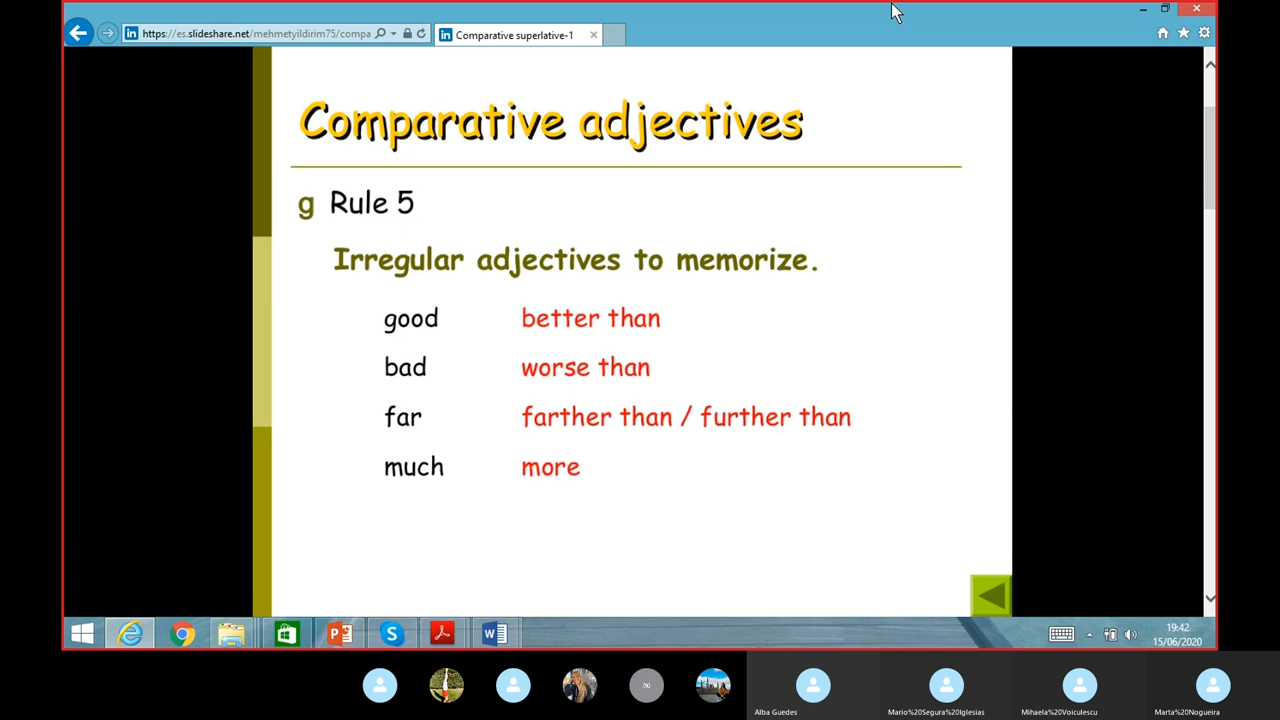 https://es.slideshare.net/mehmetyildirim75/compa
Comparative superlative-1
Comparative adjectives
g Rule 5
Irregular adjectives to memorize.
good better than
bad worse than
far farther than / further than
much more
19:42
15/06/2020
Alba Guedes
Mario%20Segura%20Iglesias
Mihaela%20Voiculescu
Marta%20Nogueira